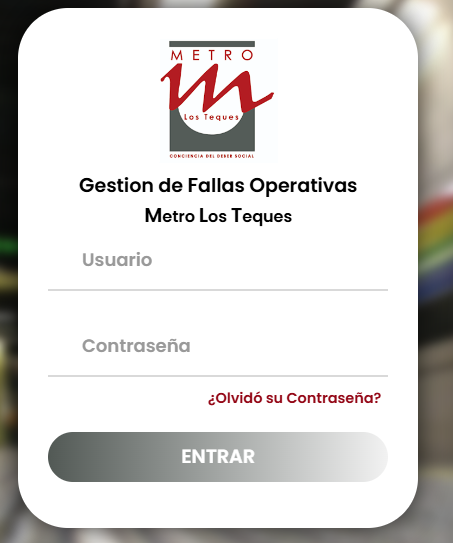 METRO
Los Teques
CONCIENCIA DEL DEBER SOCIAL
Gestion de Fallas Operativas
Metro Los Teques
Usuario
Contraseña
¿Olvidó su Contraseña?
ENTRAR